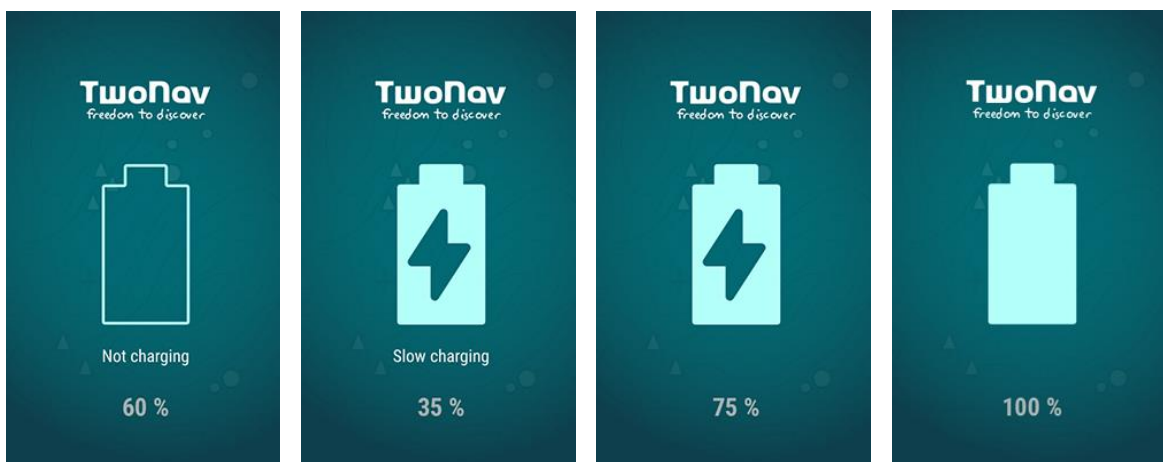 TwoNav
freedom to discover
Not charging
60 %
TwoNav
freedom to discover
Slow charging
35 %
TwoNav
freedom to discover
75 %
TwoNav
freedom to discover
100 %